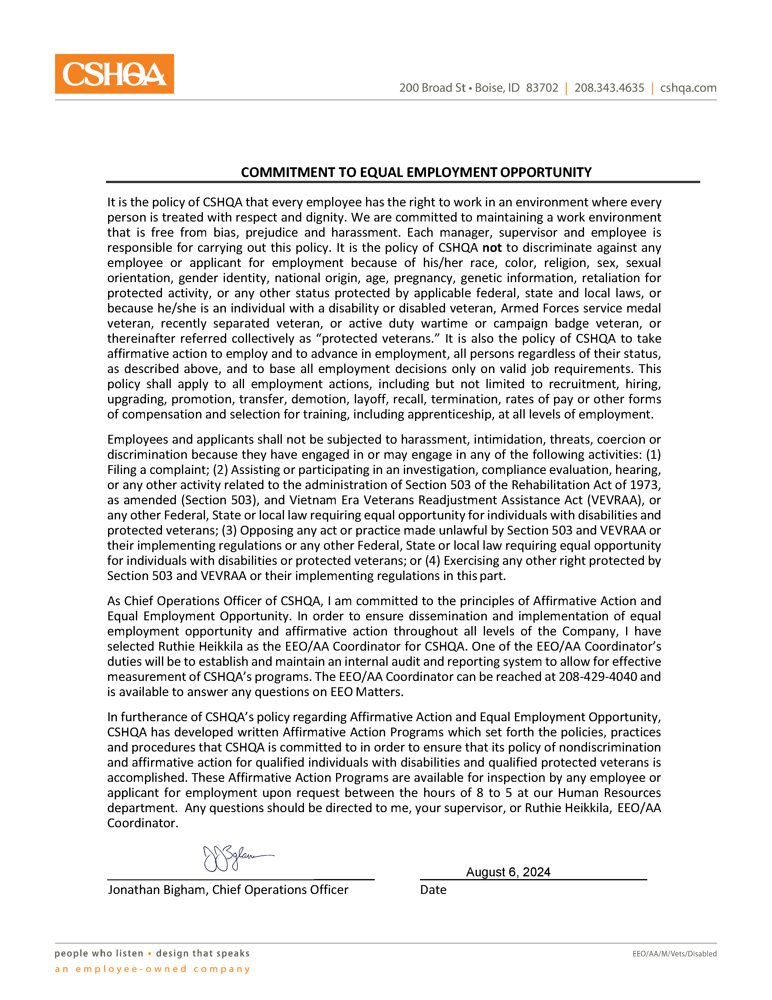 CSHQA
200 Broad St • Boise, ID 83702 | 208.343.4635 | cshqa.com
COMMITMENT TO EQUAL EMPLOYMENT OPPORTUNITY
It is the policy of CSHQA that every employee has the right to work in an environment where every
person is treated with respect and dignity. We are committed to maintaining a work environment
that is free from bias, prejudice and harassment. Each manager, supervisor and employee is
responsible for carrying out this policy. It is the policy of CSHQA not to discriminate against any
employee or applicant for employment because of his/her race, color, religion, sex, sexual
orientation, gender identity, national origin, age, pregnancy, genetic information, retaliation for
protected activity, or any other status protected by applicable federal, state and local laws, or
because he/she is an individual with a disability or disabled veteran, Armed Forces service medal
veteran, recently separated veteran, or active duty wartime or campaign badge veteran, or
thereinafter referred collectively as “protected veterans.” It is also the policy of CSHQA to take
affirmative action to employ and to advance in employment, all persons regardless of their status,
as described above, and to base all employment decisions only on valid job requirements. This
policy shall apply to all employment actions, including but not limited to recruitment, hiring,
upgrading, promotion, transfer, demotion, layoff, recall, termination, rates of pay or other forms
of compensation and selection for training, including apprenticeship, at all levels of employment.
Employees and applicants shall not be subjected to harassment, intimidation, threats, coercion or
discrimination because they have engaged in or may engage in any of the following activities: (1)
Filing a complaint; (2) Assisting or participating in an investigation, compliance evaluation, hearing,
or any other activity related to the administration of Section 503 of the Rehabilitation Act of 1973,
as amended (Section 503), and Vietnam Era Veterans Readjustment Assistance Act (VEVRAA), or
any other Federal, State or local law requiring equal opportunity for individuals with disabilities and
protected veterans; (3) Opposing any act or practice made unlawful by Section 503 and VEVRAA or
their implementing regulations or any other Federal, State or local law requiring equal opportunity
for individuals with disabilities or protected veterans; or (4) Exercising any other right protected by
Section 503 and VEVRAA or their implementing regulations in this part.
As Chief Operations Officer of CSHQA, I am committed to the principles of Affirmative Action and
Equal Employment Opportunity. In order to ensure dissemination and implementation of equal
employment opportunity and affirmative action throughout all levels of the Company, I have
selected Ruthie Heikkila as the EEO/AA Coordinator for CSHQA. One of the EEO/AA Coordinator’s
duties will be to establish and maintain an internal audit and reporting system to allow for effective
measurement of CSHQA’s programs. The EEO/AA Coordinator can be reached at 208-429-4040 and
is available to answer any questions on EEO Matters.
In furtherance of CSHQA’s policy regarding Affirmative Action and Equal Employment Opportunity,
CSHQA has developed written Affirmative Action Programs which set forth the policies, practices
and procedures that CSHQA is committed to in order to ensure that its policy of nondiscrimination
and affirmative action for qualified individuals with disabilities and qualified protected veterans is
accomplished. These Affirmative Action Programs are available for inspection by any employee or
applicant for employment upon request between the hours of 8 to 5 at our Human Resources
department. Any questions should be directed to me, your supervisor, or Ruthie Heikkila, EEO/AA
Coordinator.
August 6, 2024
Jonathan Bigham, Chief Operations Officer Date
people who listen • design that speaks EEO/AA/M/Vets/Disabled
an employee-owned company